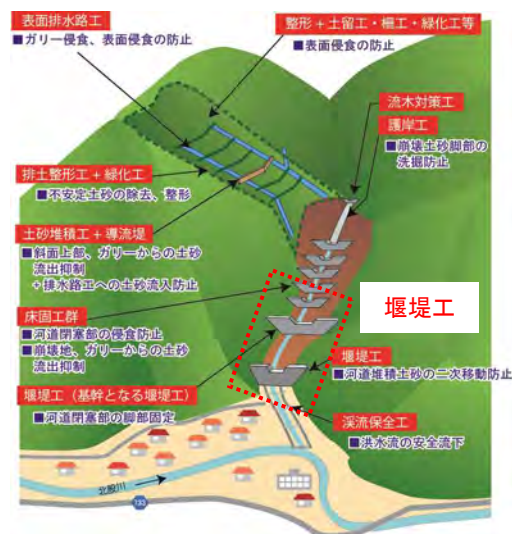 表面排水路工
■ガリー侵食、表面侵食の防止
整形＋土留工・柵工・緑化工等
■表面侵食の防止
流木対策工
護岸工
■崩壊土砂脚部の
洗掘防止
排土整形工＋緑化工
■不安定土砂の除去、整形
土砂堆積工＋導流堤
■斜面上部、ガリーからの土砂
流出抑制
＋排水路工への土砂流入防止
床固工群
■河道閉塞部の侵食防止
■崩壊地、ガリーからの土砂
流出抑制
堰堤工
堰堤工
■河道堆積土砂の二次移動防止
堰堤工（基幹となる堰堤工）
■河道閉塞部の脚部固定
渓流保全工
■洪水流の安全流下
北股川